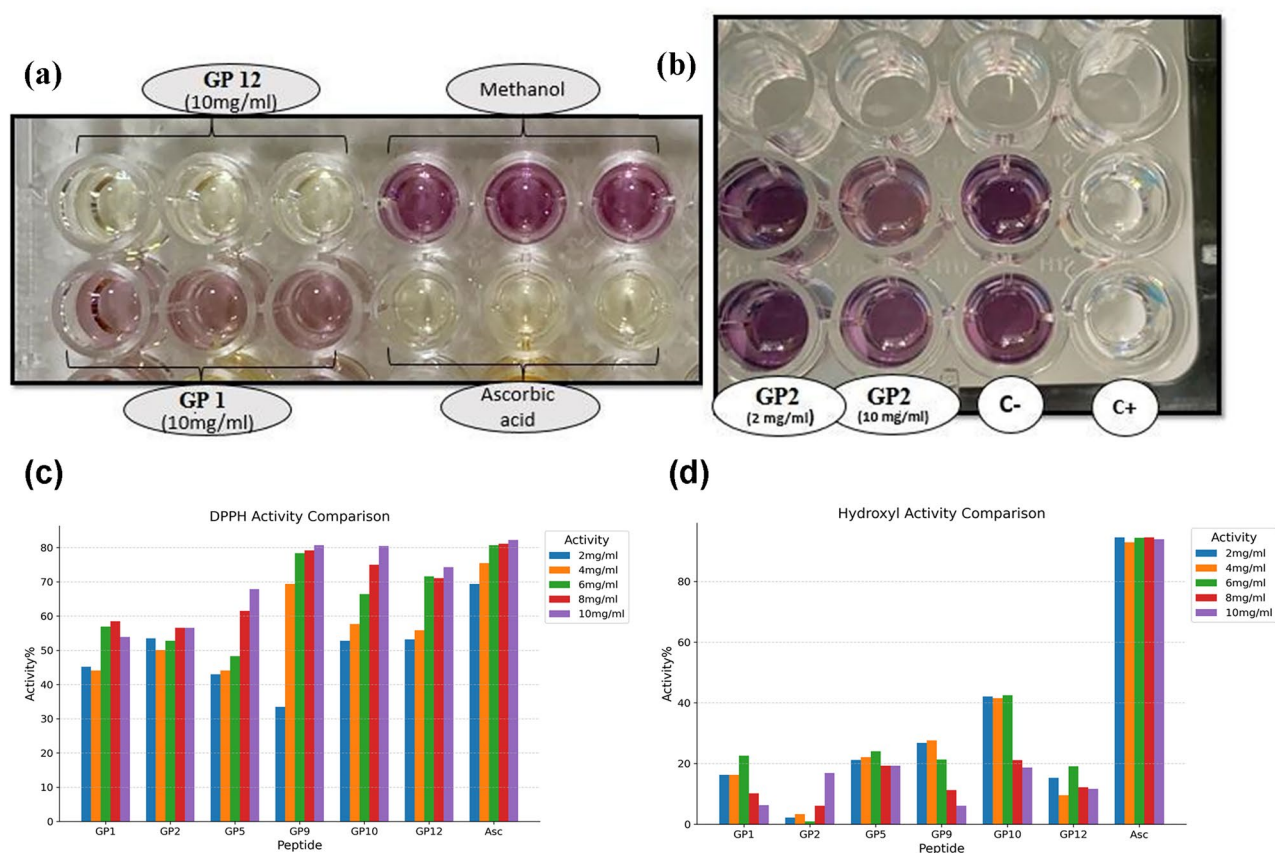 (a)
GP 12
(10mg/ml)
Methanol
GP 1
(10mg/ml)
Ascorbic
acid
(b)
GP2
(2 mg/ml)
GP2
(10 mg/ml)
C-
C+
(c)
DPPH Activity Comparison
Activity%
80
70
60
50
40
30
20
10
0
GP1 GP2 GP5 GP9 GP10 GP12 Asc
Peptide
Activity
2mg/ml
4mg/ml
6mg/ml
8mg/ml
10mg/ml
(d)
Hydroxyl Activity Comparison
Activity%
80
60
40
20
0
GP1 GP2 GP5 GP9 GP10 GP12 Asc
Peptide
Activity
2mg/ml
4mg/ml
6mg/ml
8mg/ml
10mg/ml